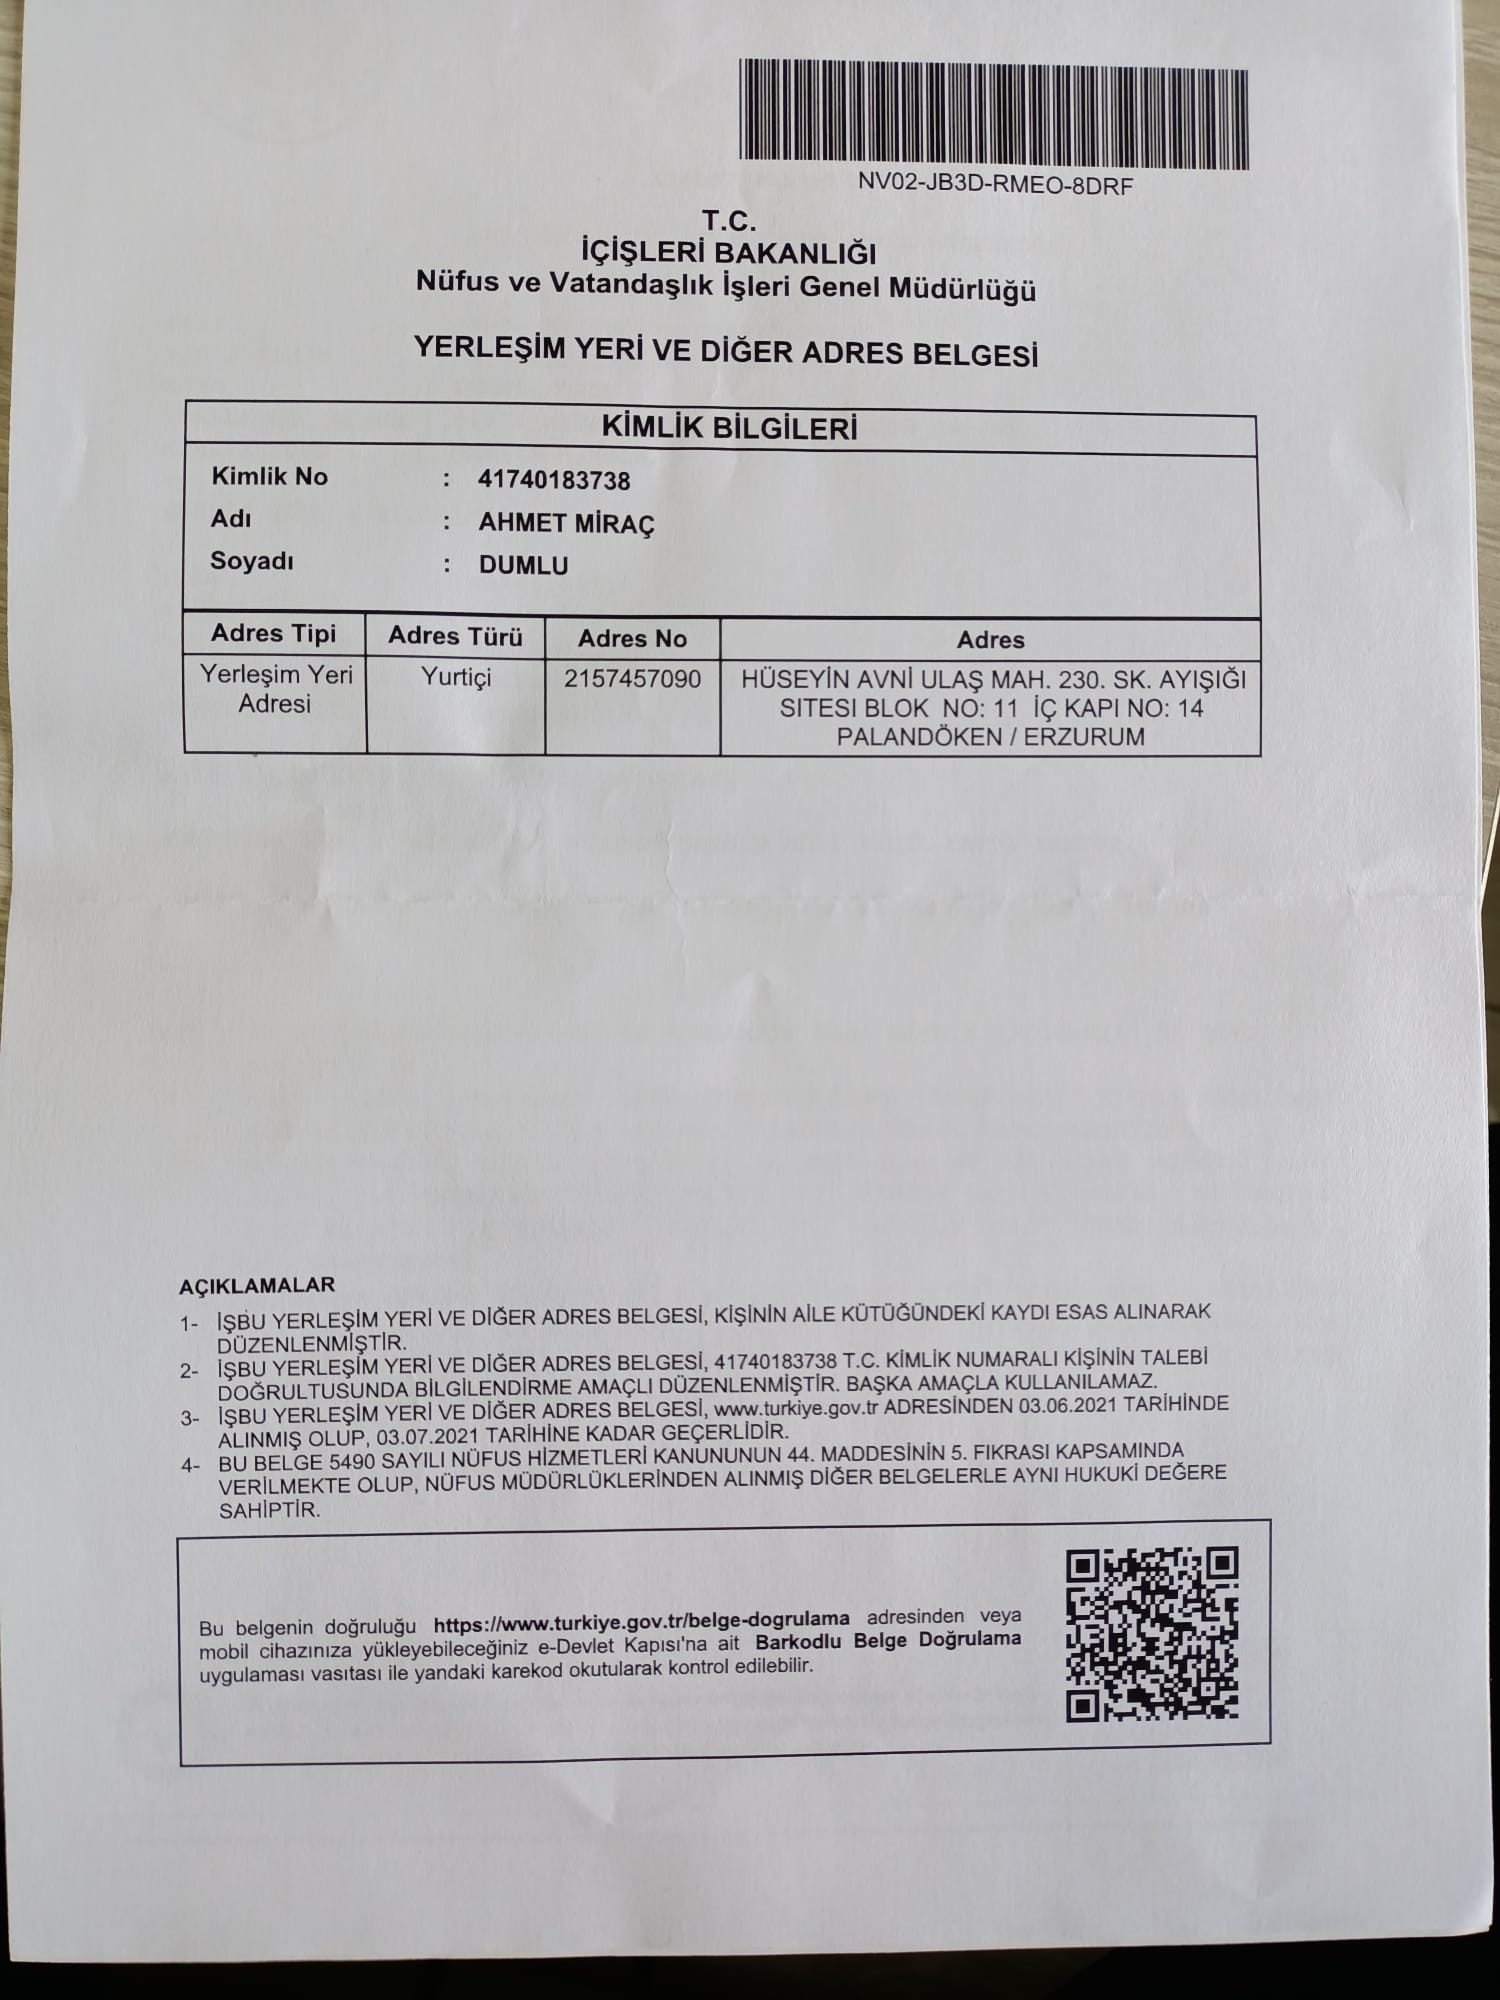 NV02-JB3D-RMEO-8DRF
T.C.
İÇİŞLERİ BAKANLIĞI
Nüfus ve Vatandaşlık İşleri Genel Müdürlüğü
YERLEŞİM YERİ VE DİĞER ADRES BELGESİ
KİMLİK BİLGİLERİ
Kimlik No : 41740183738
Adı : AHMET MİRAÇ
Soyadı : DUMLU
Adres Tipi Adres Türü Adres No Adres
Yerleşim Yeri Yurtiçi 2157457090 HÜSEYİN AVNİ ULAŞ MAH. 230. SK. AYIŞIĞI
Adresi SITESI BLOK NO: 11 İÇ KAPI NO: 14
PALANDÖKEN / ERZURUM
AÇIKLAMALAR
1- İŞBU YERLEŞİM YERİ VE DİĞER ADRES BELGESİ, KİŞİNİN AİLE KÜTÜĞÜNDEKİ KAYDI ESAS ALINARAK
DÜZENLENMİŞTİR.
2- İŞBU YERLEŞİM YERİ VE DİĞER ADRES BELGESİ, 41740183738 T.C. KİMLİK NUMARALI KİŞİNİN TALEBİ
DOĞRULTUSUNDA BİLGİLENDİRME AMAÇLI DÜZENLENMİŞTİR. BAŞKA AMAÇLA KULLANILAMAZ.
3- İŞBU YERLEŞİM YERİ VE DİĞER ADRES BELGESİ, www.turkiye.gov.tr ADRESİNDEN 03.06.2021 TARİHİNDE
ALINMIŞ OLUP, 03.07.2021 TARİHİNE KADAR GEÇERLİDİR.
4- BU BELGE 5490 SAYILI NÜFUS HİZMETLERİ KANUNUNUN 44. MADDESİNİN 5. FIKRASI KAPSAMINDA
VERİLMEKTE OLUP, NÜFUS MÜDÜRLÜKLERİNDEN ALINMIŞ DİĞER BELGELERLE AYNI HUKUKİ DEĞERE
SAHİPTİR.
Bu belgenin doğruluğu https://www.turkiye.gov.tr/belge-dogrulama adresinden veya
mobil cihazınıza yükleyebileceğiniz e-Devlet Kapısı'na ait Barkodlu Belge Doğrulama
uygulaması vasıtası ile yandaki karekod okutularak kontrol edilebilir.